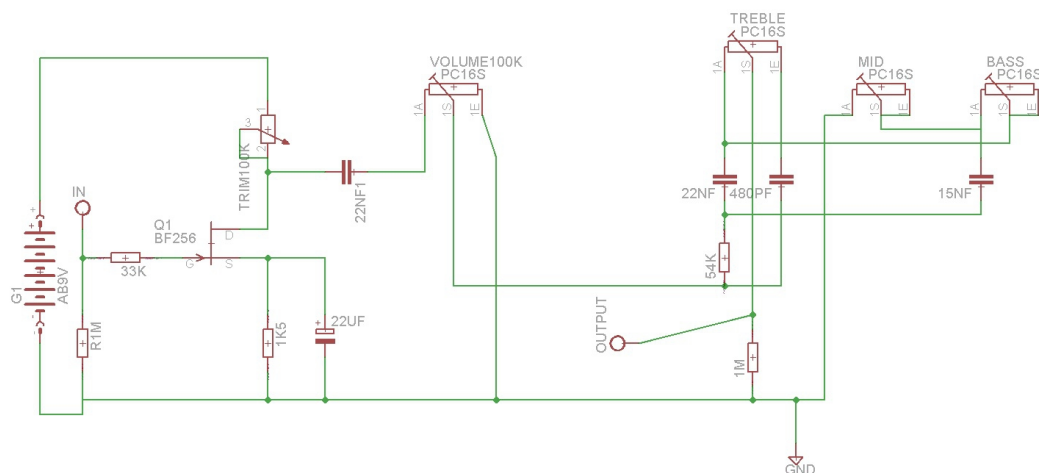 TREBLE
PC16S
1A
1S
1E
VOLUME100K
PC16S
1A
1S
1E
MID
PC16S
1A
1S
1E
BASS
PC16S
1A
1S
1E
1
3
2
TRIM100K
22NF1
IN
+
+
-
-
G1
AB9V
Q1
BF256
D
G
S
33K
R1M
1K5
+
22UF
22NF
480PF
15NF
54K
OUTPUT
1M
GND